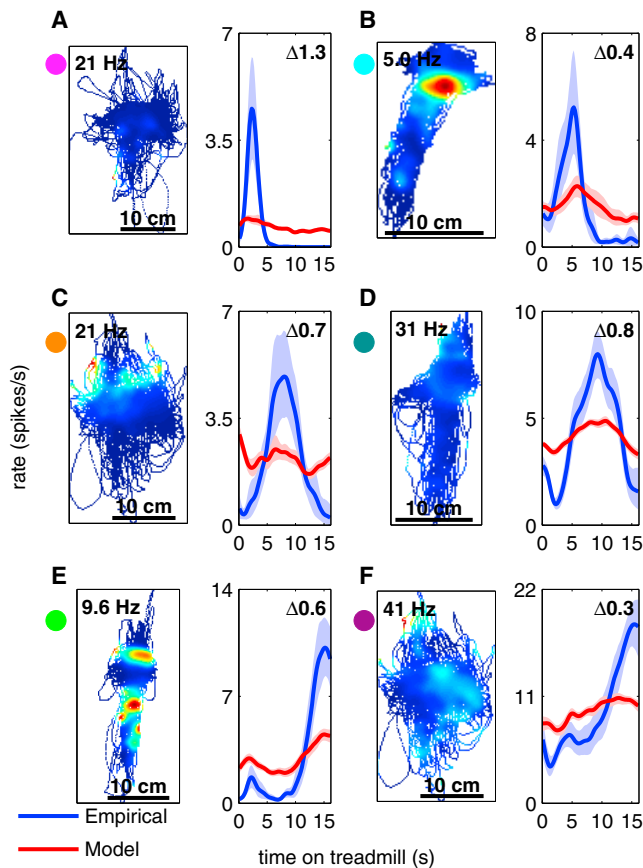 A
B
21 Hz
Δ1.3
5.0 Hz
Δ0.4
7
3.5
0
8
4
0
10 cm
10 cm
0 5 10 15
0 5 10 15
C
D
21 Hz
Δ0.7
31 Hz
Δ0.8
7
3.5
0
10
5
0
10 cm
10 cm
0 5 10 15
0 5 10 15
rate (spikes/s)
E
F
9.6 Hz
Δ0.6
41 Hz
Δ0.3
14
7
0
22
11
0
10 cm
10 cm
0 5 10 15
0 5 10 15
Empirical
Model
time on treadmill (s)